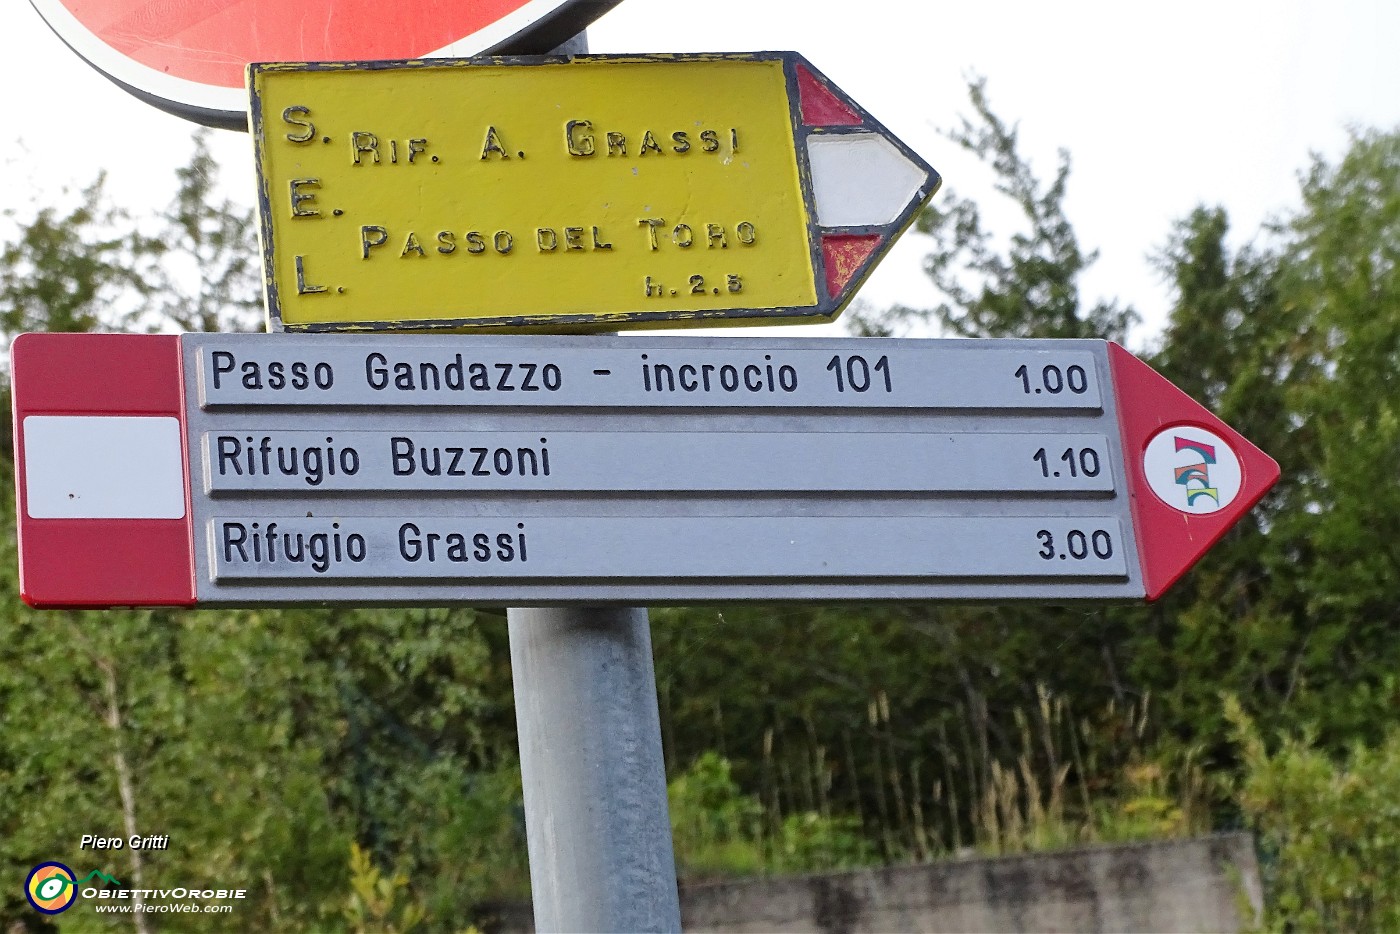 S. RIF. A. GRASSI
E.
PASSO DEL TORO
L. h. 2.5
Passo Gandazzo - incrocio 101 1.00
Rifugio Buzzoni 1.10
Rifugio Grassi 3.00
Piero Gritti
OBIETTIVOROBIE
www.PieroWeb.com